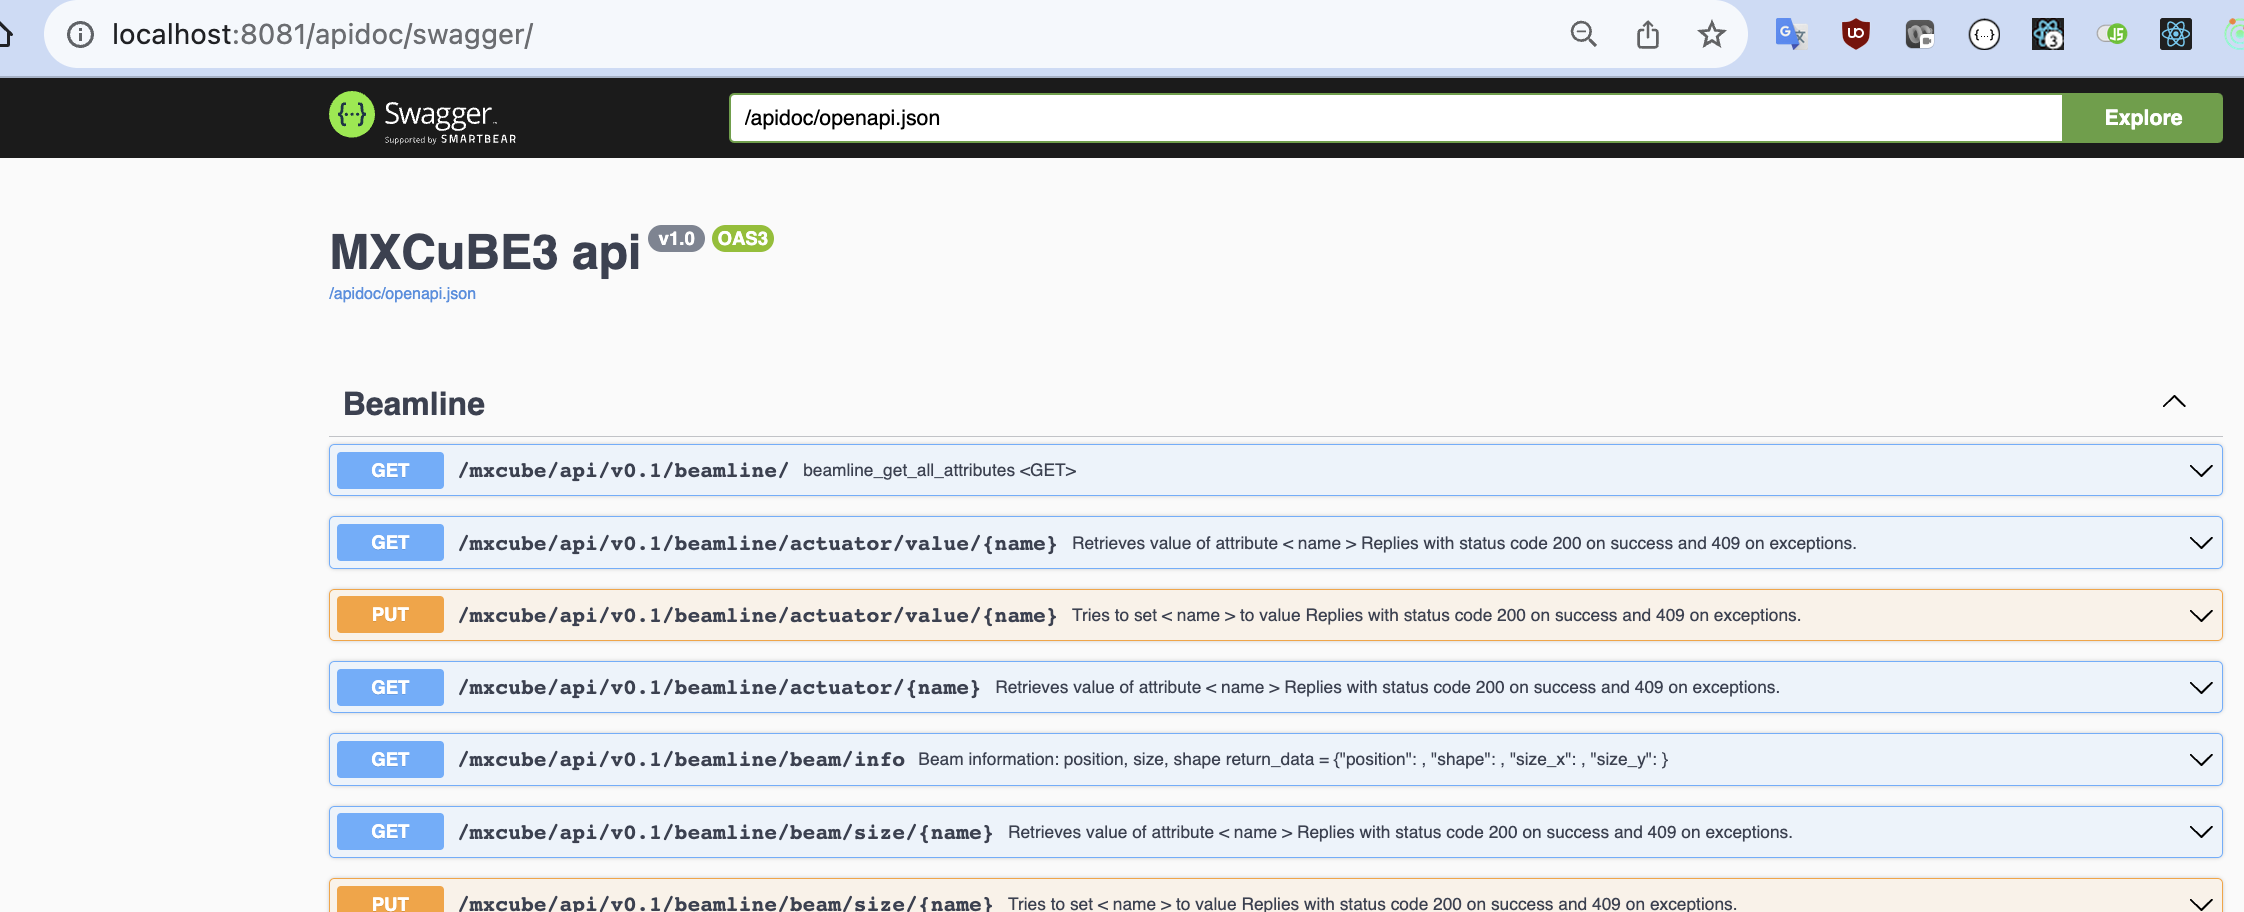 localhost:8081/apidoc/swagger/
Swagger
Supported by SMARTBEAR
/apidoc/openapi.json
Explore
MXCuBE3 api v1.0 OAS3
/apidoc/openapi.json
Beamline
GET /mxcube/api/v0.1/beamline/ beamline_get_all_attributes <GET>
GET /mxcube/api/v0.1/beamline/actuator/value/{name} Retrieves value of attribute < name > Replies with status code 200 on success and 409 on exceptions.
PUT /mxcube/api/v0.1/beamline/actuator/value/{name} Tries to set < name > to value Replies with status code 200 on success and 409 on exceptions.
GET /mxcube/api/v0.1/beamline/actuator/{name} Retrieves value of attribute < name > Replies with status code 200 on success and 409 on exceptions.
GET /mxcube/api/v0.1/beamline/beam/info Beam information: position, size, shape return_data = {"position": , "shape": , "size_x": , "size_y": }
GET /mxcube/api/v0.1/beamline/beam/size/{name} Retrieves value of attribute < name > Replies with status code 200 on success and 409 on exceptions.
PUT /mxcube/api/v0.1/beamline/beam/size/{name} Tries to set < name > to value Replies with status code 200 on success and 409 on exceptions.